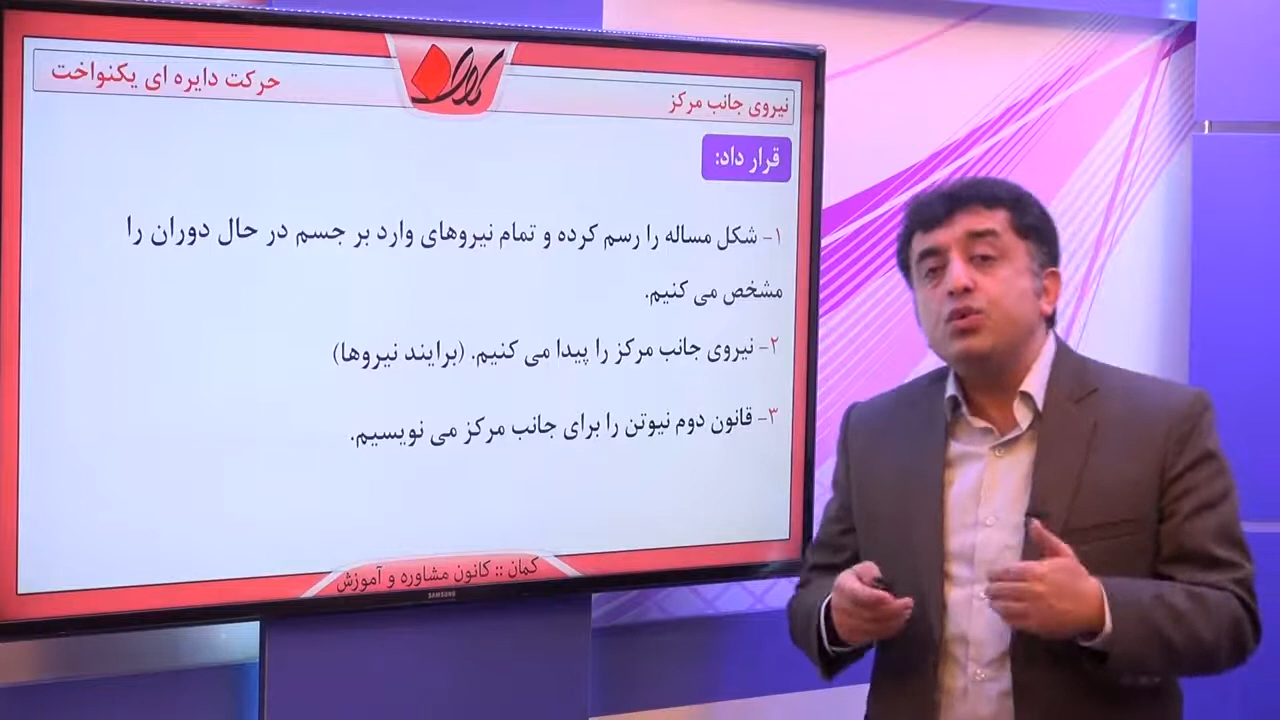 نیروی جانب مرکز
حرکت دایره ای یکنواخت
کمان
قرار داد:
۱- شکل مساله را رسم کرده و تمام نیروهای وارد بر جسم در حال دوران را
مشخص می کنیم.
۲- نیروی جانب مرکز را پیدا می کنیم. (برایند نیروها)
۳- قانون دوم نیوتن را برای جانب مرکز می نویسیم.
کمان :: کانون مشاوره و آموزش
SAMSUNG